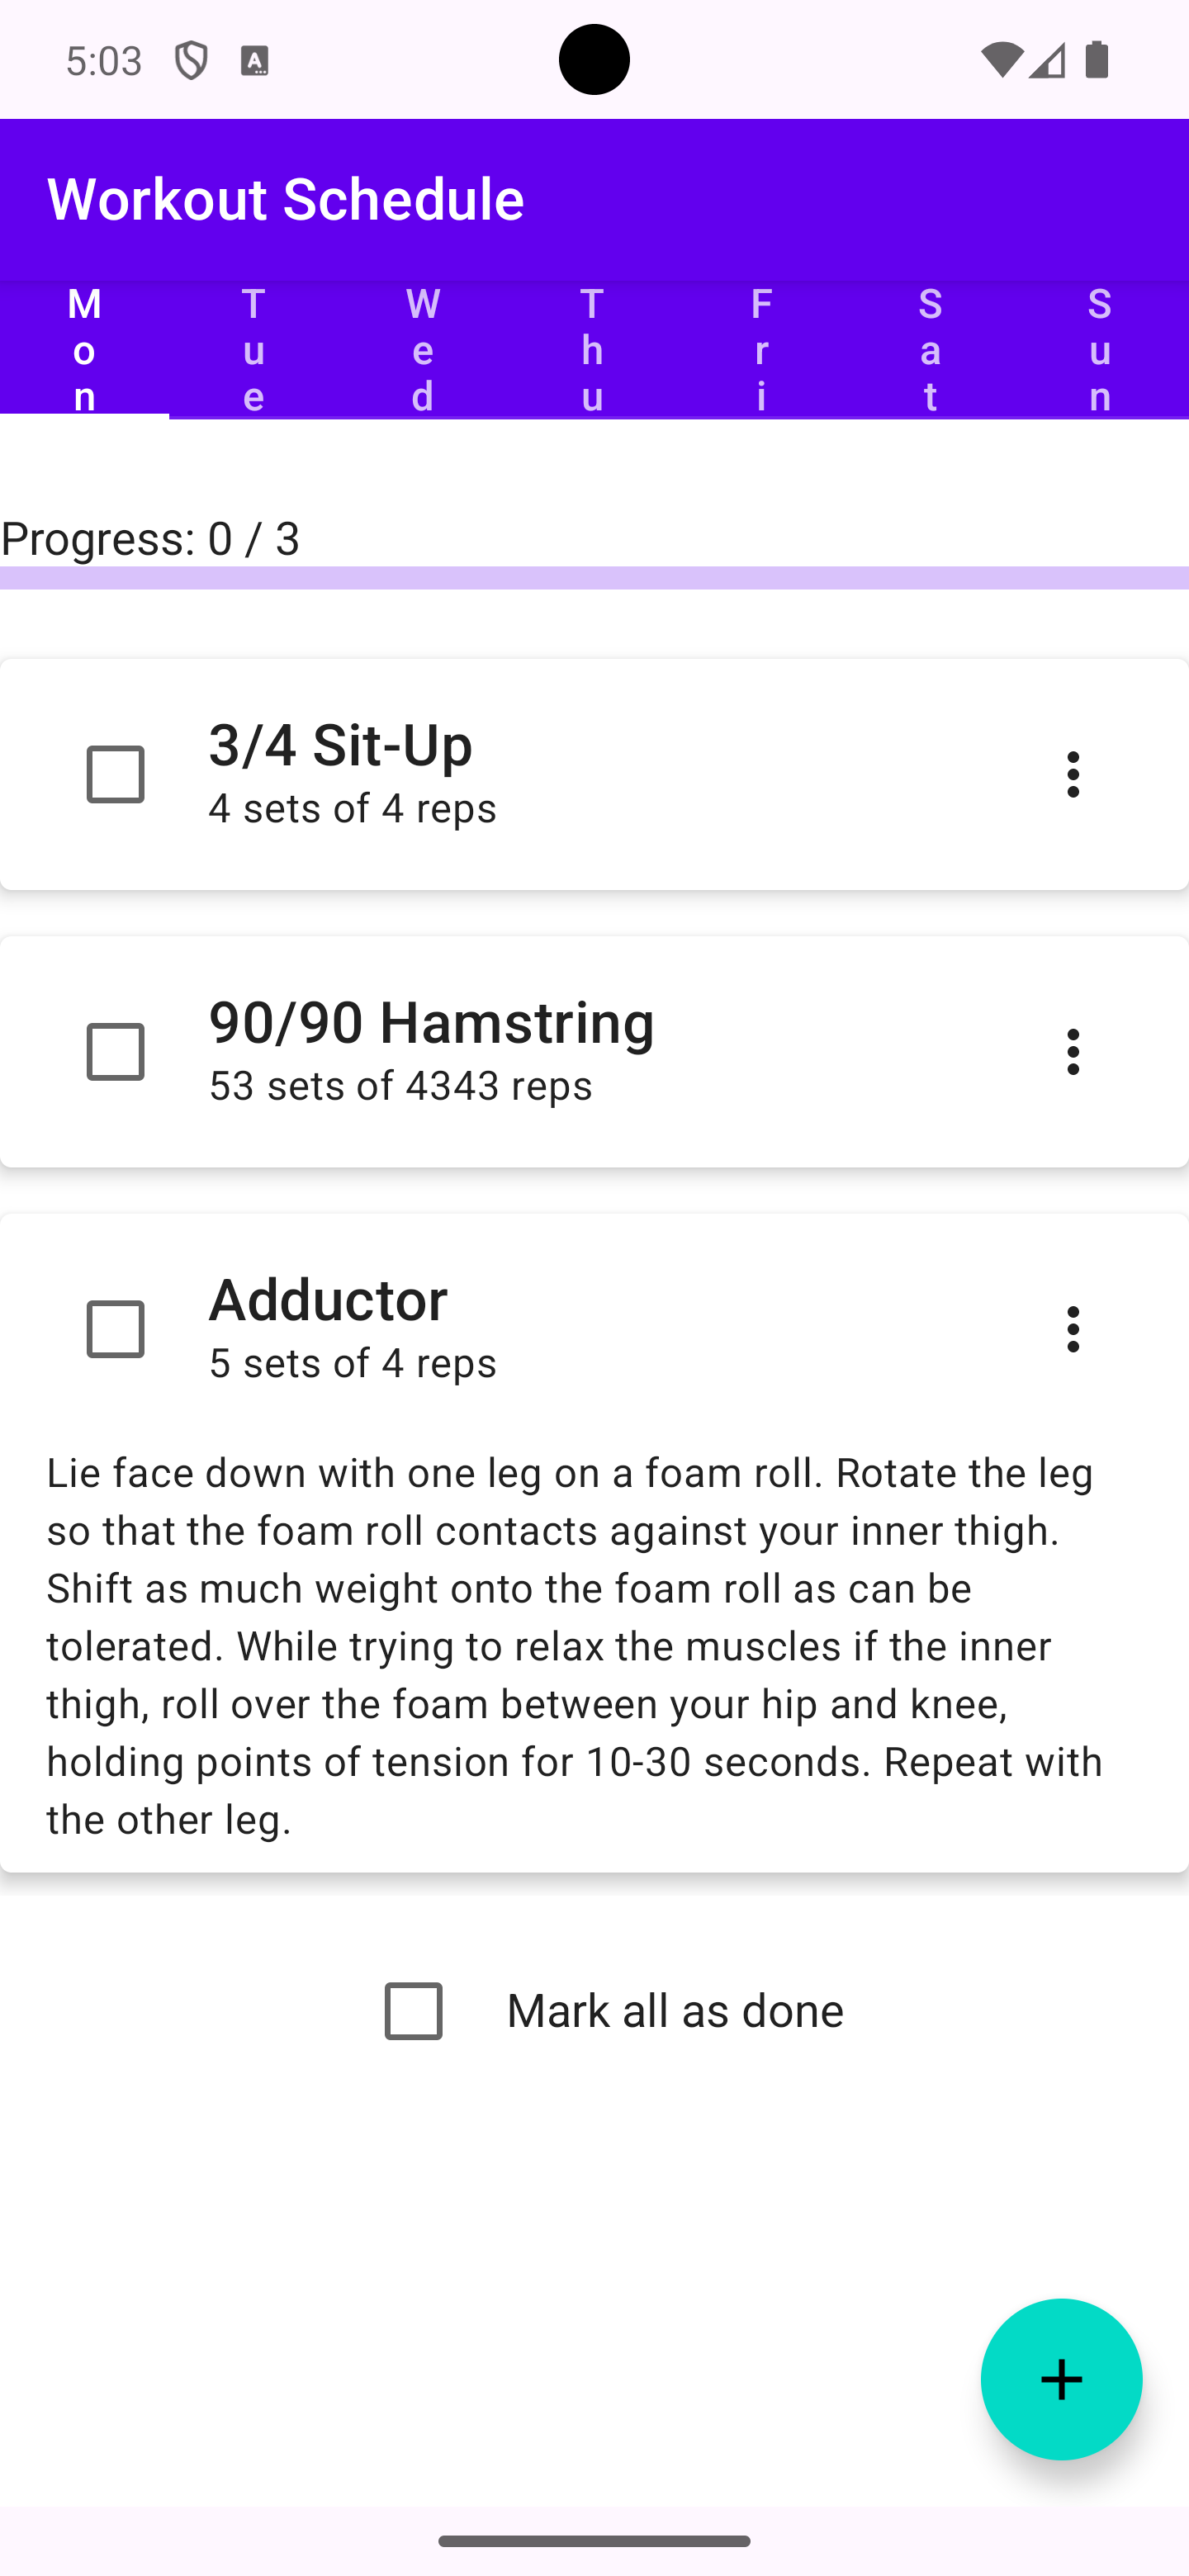 5:03
Workout Schedule
Mon
Tue
Wed
Thu
Fri
Sat
Sun
Progress: 0 / 3
3/4 Sit-Up
4 sets of 4 reps
90/90 Hamstring
53 sets of 4343 reps
Adductor
5 sets of 4 reps
Lie face down with one leg on a foam roll. Rotate the leg
so that the foam roll contacts against your inner thigh.
Shift as much weight onto the foam roll as can be
tolerated. While trying to relax the muscles if the inner
thigh, roll over the foam between your hip and knee,
holding points of tension for 10-30 seconds. Repeat with
the other leg.
Mark all as done